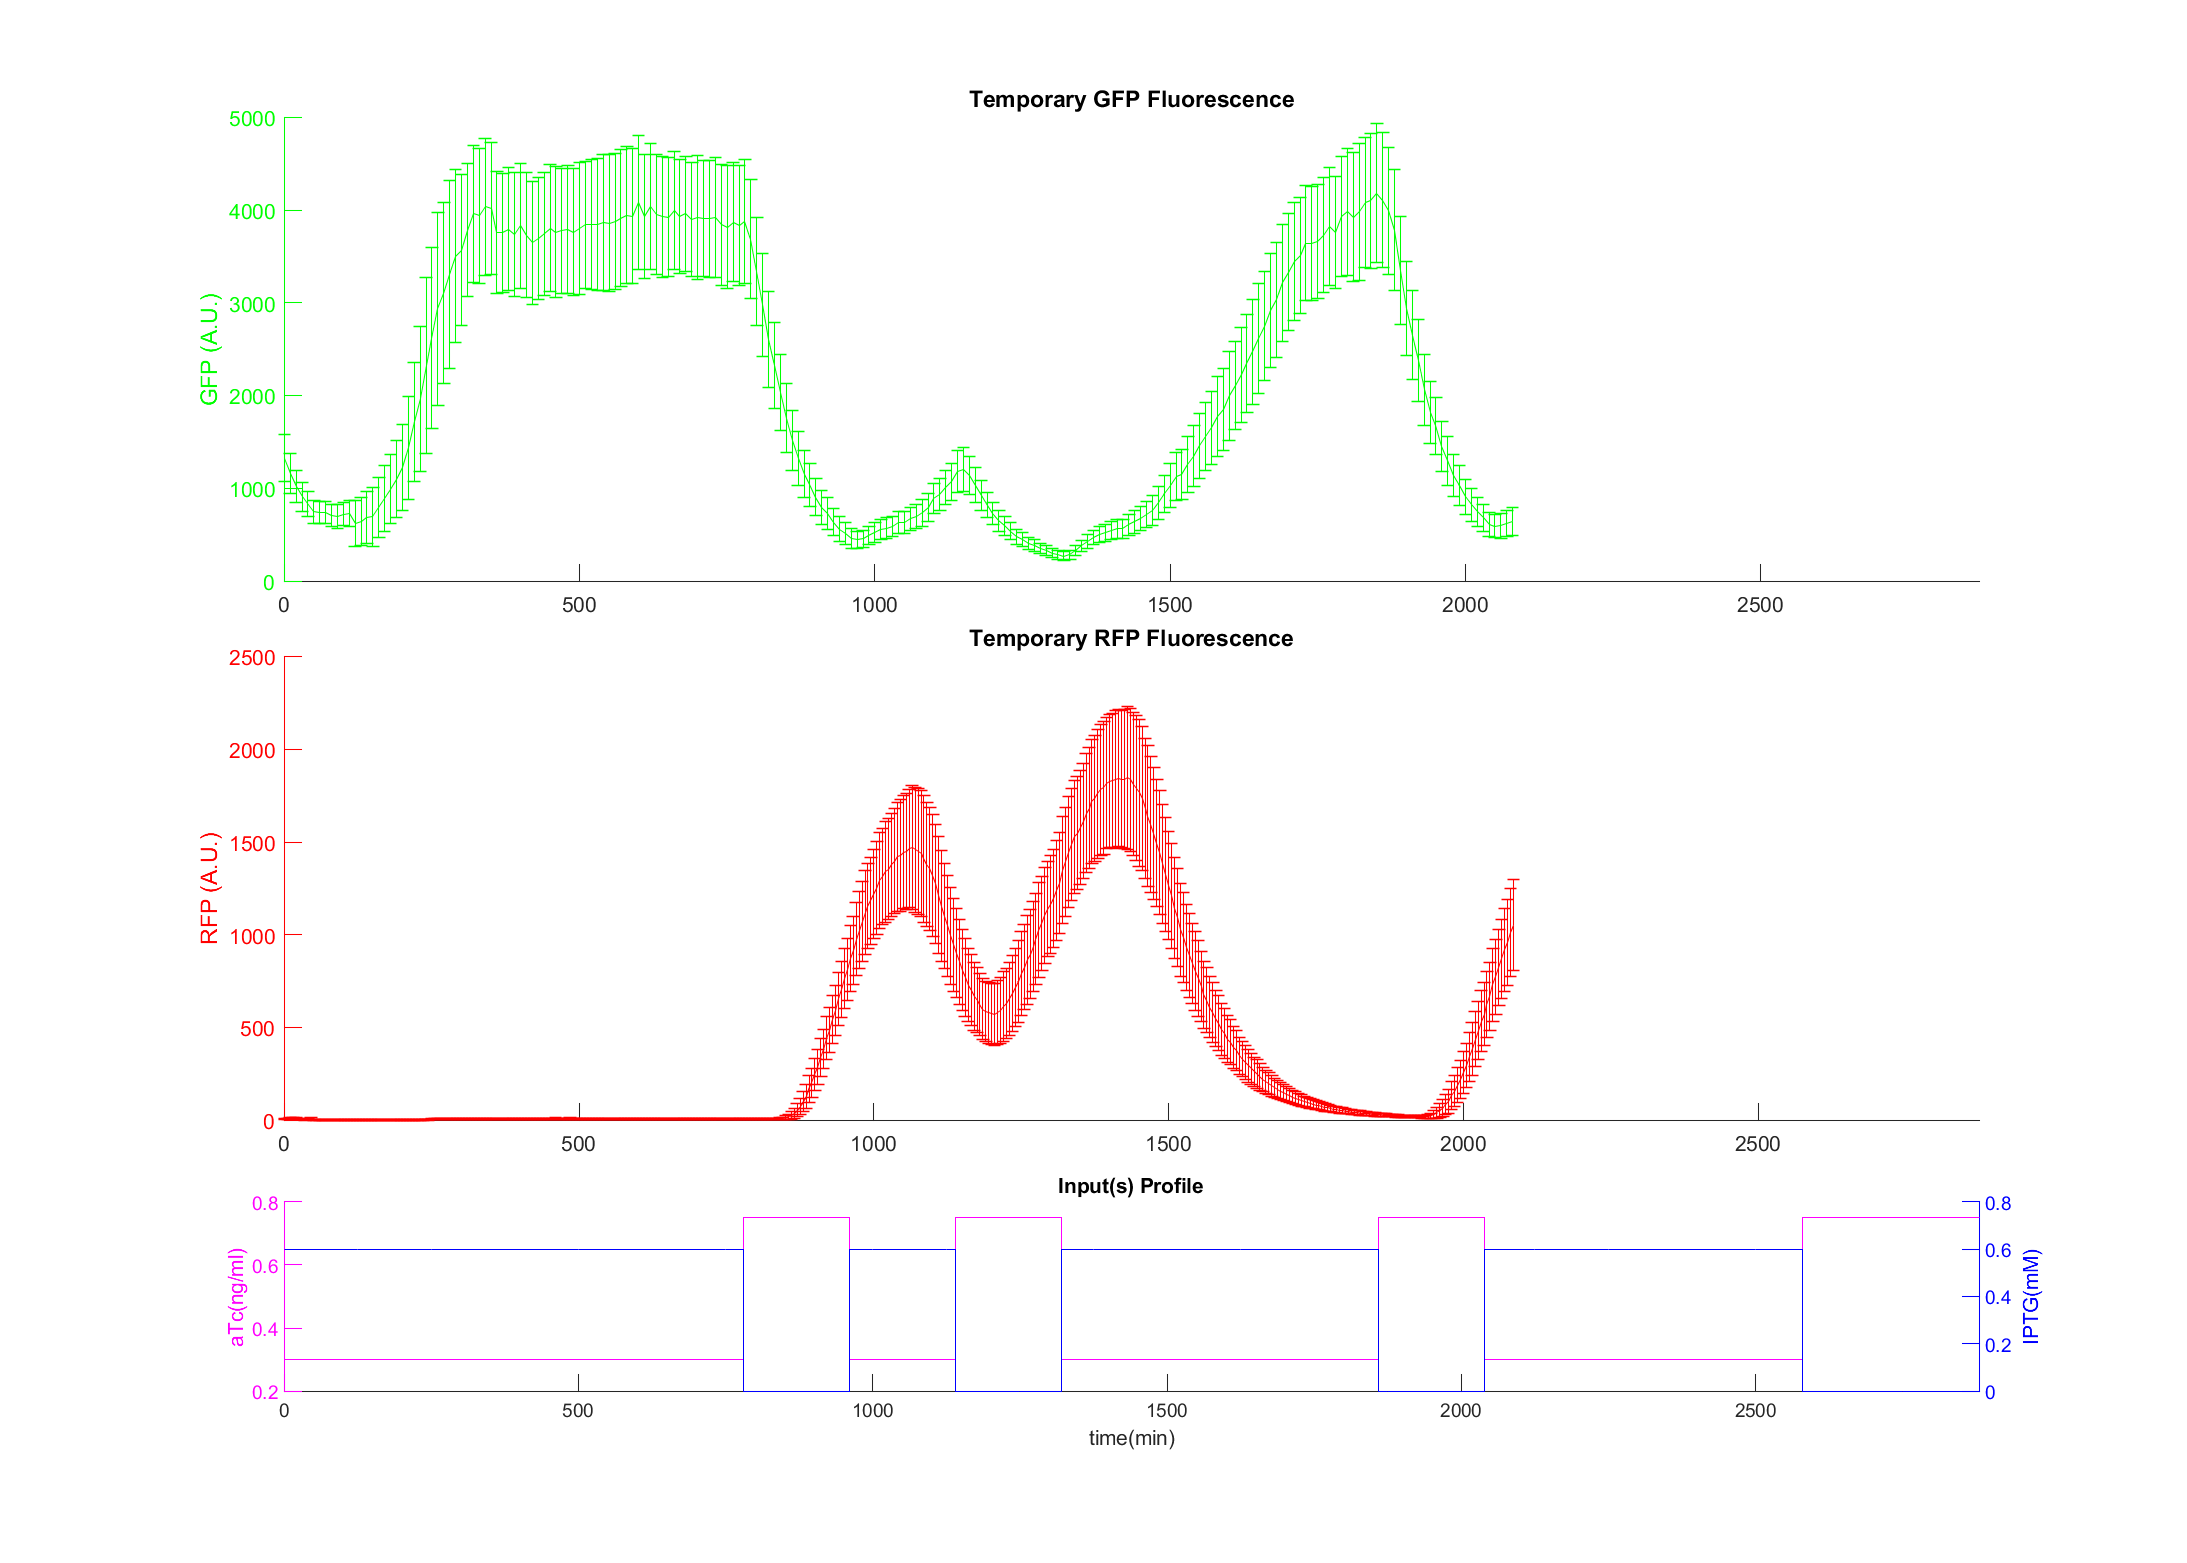 Temporary GFP Fluorescence
5000
4000
3000
2000
1000
0
GFP (A.U.)
0 500 1000 1500 2000 2500
Temporary RFP Fluorescence
2500
2000
1500
1000
500
0
RFP (A.U.)
0 500 1000 1500 2000 2500
Input(s) Profile
0.8 0.8
0.6 0.6
0.4 0.4
0.2 0.2
0
aTc(ng/ml)
IPTG(mM)
0 500 1000 1500 2000 2500
time(min)